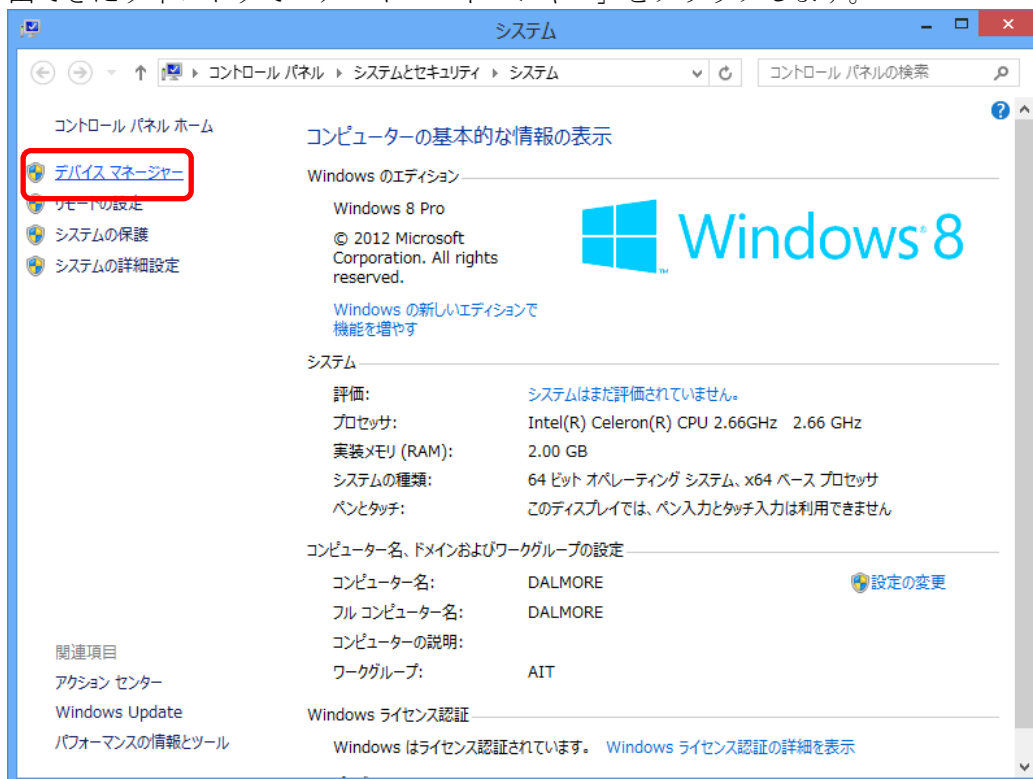 システム
コントロール パネル ▸ システムとセキュリティ ▸ システム
コントロール パネルの検索
コントロール パネル ホーム
デバイス マネージャー
リモートの設定
システムの保護
システムの詳細設定
コンピューターの基本的な情報の表示
Windows のエディション
Windows 8 Pro
© 2012 Microsoft
Corporation. All rights
reserved.
Windows の新しいエディションで
機能を増やす
Windows 8
システム
評価: システムはまだ評価されていません。
プロセッサ: Intel(R) Celeron(R) CPU 2.66GHz 2.66 GHz
実装メモリ (RAM): 2.00 GB
システムの種類: 64 ビット オペレーティング システム、x64 ベース プロセッサ
ペンとタッチ: このディスプレイでは、ペン入力とタッチ入力は利用できません
コンピューター名、ドメインおよびワークグループの設定
コンピューター名: DALMORE
設定の変更
フル コンピューター名: DALMORE
コンピューターの説明:
ワークグループ: AIT
Windows ライセンス認証
Windows はライセンス認証されています。 Windows ライセンス認証の詳細を表示
関連項目
アクション センター
Windows Update
パフォーマンスの情報とツール